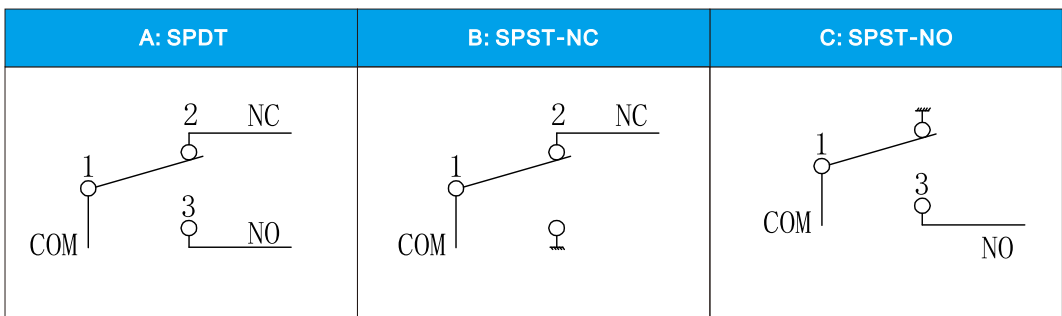 A: SPDT
B: SPST-NC
C: SPST-NO
2 NC
1
3
COM NO
2 NC
1
COM
1
3
COM
NO